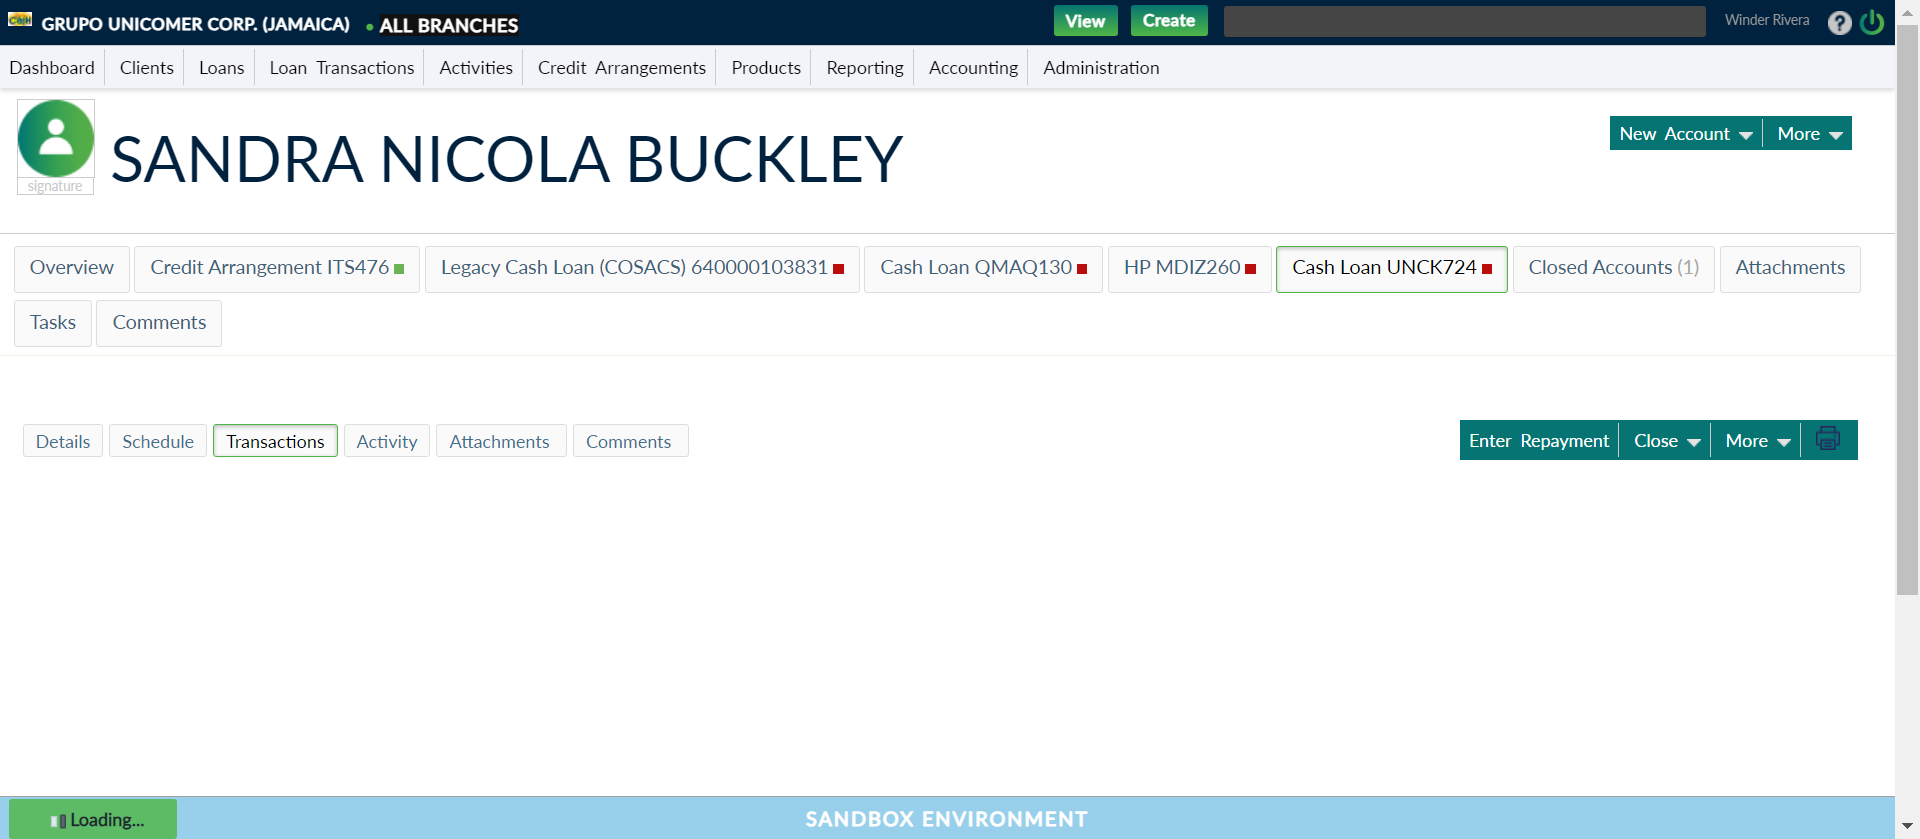 Cash GRUPO UNICOMER CORP. (JAMAICA) • ALL BRANCHES View Create Winder Rivera ?
Dashboard Clients Loans Loan Transactions Activities Credit Arrangements Products Reporting Accounting Administration
SANDRA NICOLA BUCKLEY
New Account More
signature
Overview Credit Arrangement ITS476 Legacy Cash Loan (COSACS) 640000103831 Cash Loan QMAQ130 HP MDIZ260 Cash Loan UNCK724 Closed Accounts (1) Attachments
Tasks Comments
Details Schedule Transactions Activity Attachments Comments Enter Repayment Close More
Loading... SANDBOX ENVIRONMENT